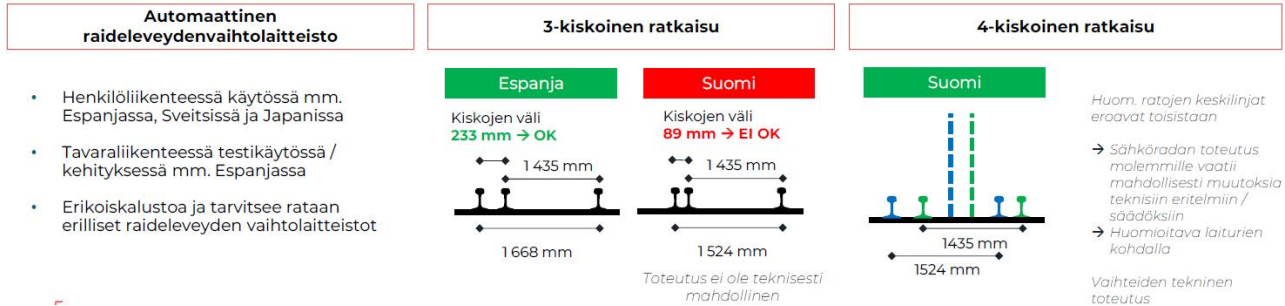 Automaattinen
raideleveydenvaihtolaitteisto
• Henkilöliikenteessä käytössä mm.
Espanjassa, Sveitsissä ja Japanissa
• Tavaraliikenteessä testikäytössä /
kehityksessä mm. Espanjassa
• Erikoiskalustoa ja tarvitsee rataan
erilliset raideleveyden vaihtolaitteistot
3-kiskoinen ratkaisu
Espanja
Kiskojen väli
233 mm → OK
1 435 mm
1 668 mm
Suomi
Kiskojen väli
89 mm → EI OK
1 435 mm
1 524 mm
Toteutus ei ole teknisesti
mahdollinen
4-kiskoinen ratkaisu
Suomi
1435 mm
1524 mm
Huom. ratojen keskilinjat
eroavat toisistaan
→ Sähköradan toteutus
molemmille vaatii
mahdollisesti muutoksia
teknisiin eritelmiin /
säädöksiin
→ Huomioitava laiturien
kohdalla
Vaihteiden tekninen
toteutus